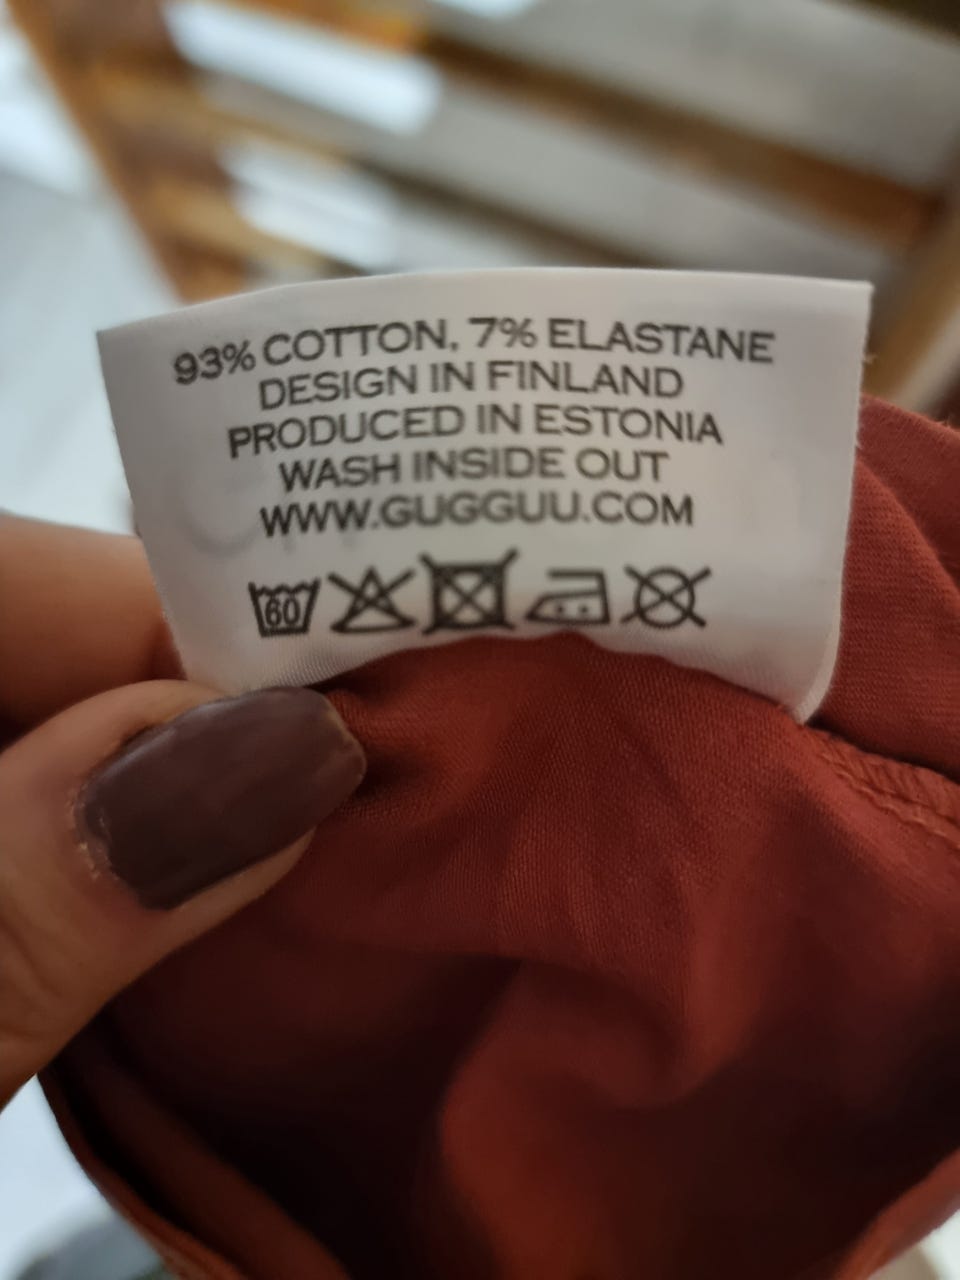 93% COTTON, 7% ELASTANE
DESIGN IN FINLAND
PRODUCED IN ESTONIA
WASH INSIDE OUT
WWW.GUGGUU.COM
60